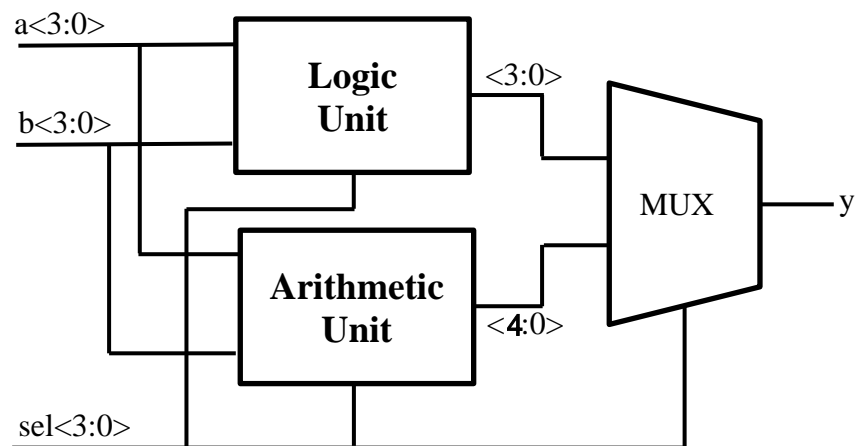 a<3:0>
Logic
Unit
<3:0>
b<3:0>
MUX
y
Arithmetic
Unit
<4:0>
sel<3:0>